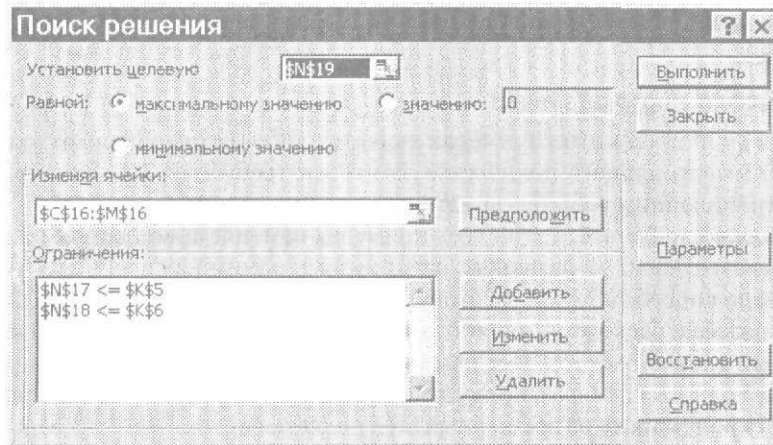 Поиск решения
Установить целевую $N$19 Выполнить
Равной: максимальному значению значению: 0 Закрыть
минимальному значению
Изменяя ячейки:
$C$16:$M$16 Предположить
Ограничения: Параметры
$N$17 <= $K$5 Добавить
$N$18 <= $K$6
Изменить
Восстановить
Удалить
Справка